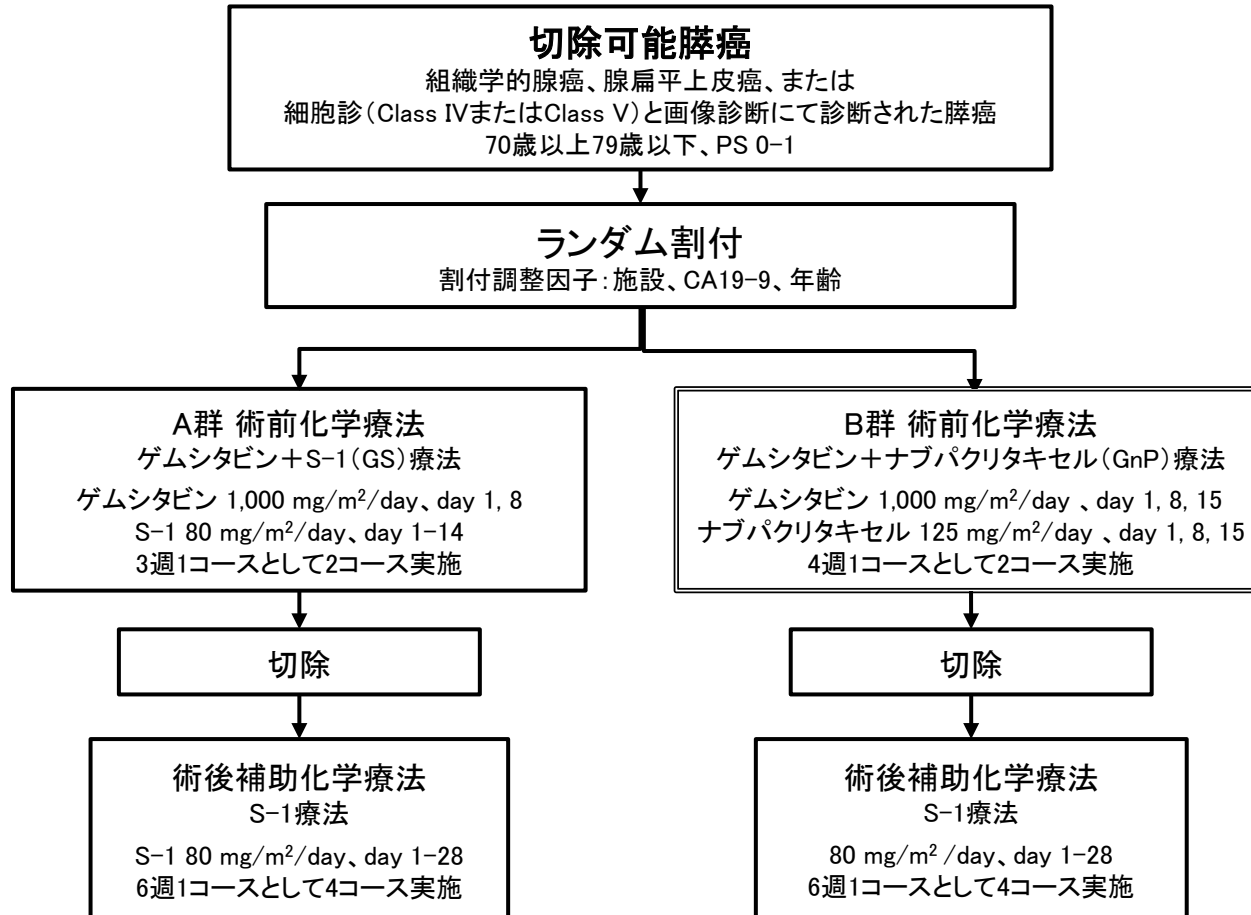 切除可能膵癌
組織学的腺癌、腺扁平上皮癌、または
細胞診（Class IVまたはClass V）と画像診断にて診断された膵癌
70歳以上79歳以下、PS 0-1
ランダム割付
割付調整因子：施設、CA19-9、年齢
A群 術前化学療法
ゲムシタビン＋S-1（GS）療法
ゲムシタビン 1,000 mg/m²/day、day 1, 8
S-1 80 mg/m²/day、day 1-14
3週1コースとして2コース実施
B群 術前化学療法
ゲムシタビン＋ナブパクリタキセル（GnP）療法
ゲムシタビン 1,000 mg/m²/day 、day 1, 8, 15
ナブパクリタキセル 125 mg/m²/day 、day 1, 8, 15
4週1コースとして2コース実施
切除
切除
術後補助化学療法
S-1療法
S-1 80 mg/m²/day、day 1-28
6週1コースとして4コース実施
術後補助化学療法
S-1療法
80 mg/m² /day、day 1-28
6週1コースとして4コース実施